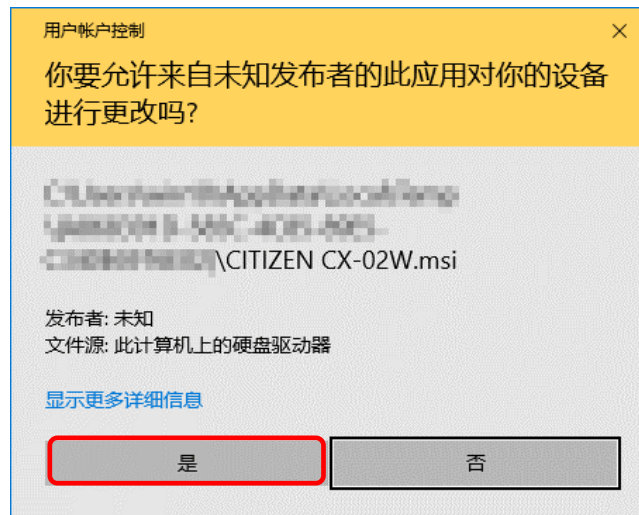 用户帐户控制
你要允许来自未知发布者的此应用对你的设备
进行更改吗?
\CITIZEN CX-02W.msi
发布者: 未知
文件源: 此计算机上的硬盘驱动器
显示更多详细信息
是
否